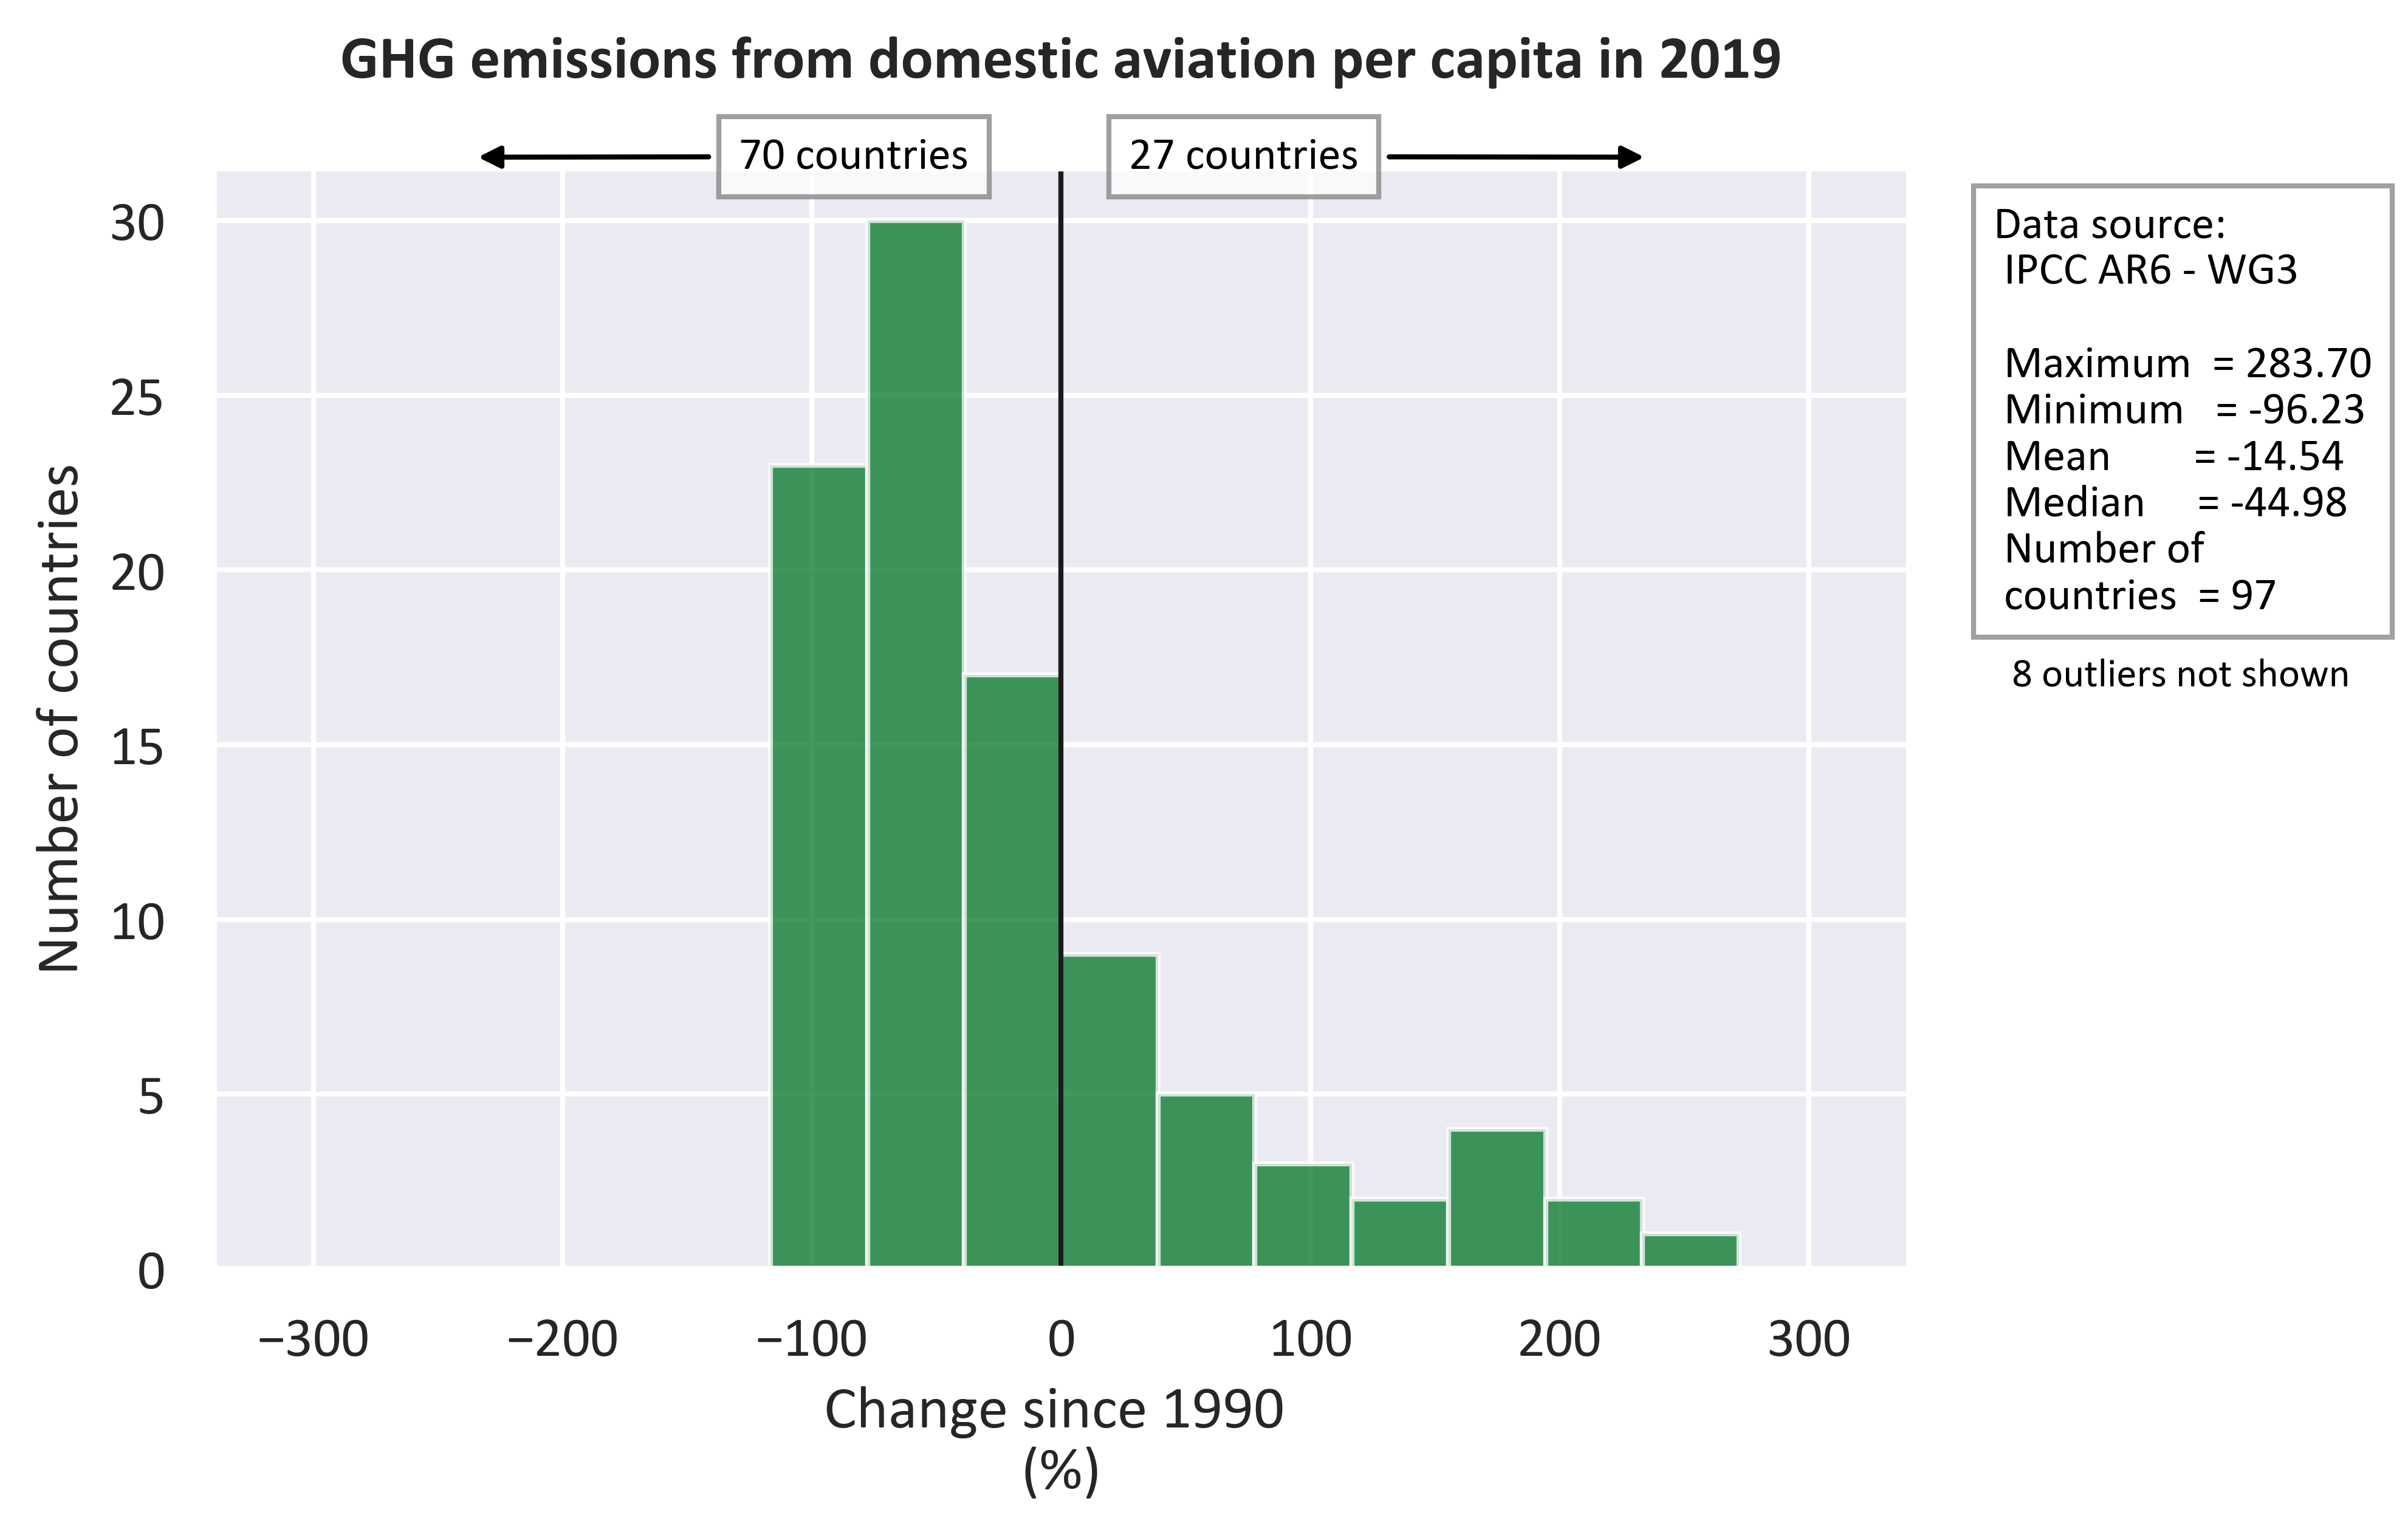 GHG emissions from domestic aviation per capita in 2019
70 countries
27 countries
30
25
20
15
10
5
0
Number of countries
−300
−200
−100
0
100
200
300
Change since 1990
(%)
Data source:
IPCC AR6 - WG3
Maximum = 283.70
Minimum = -96.23
Mean = -14.54
Median = -44.98
Number of
countries = 97
8 outliers not shown